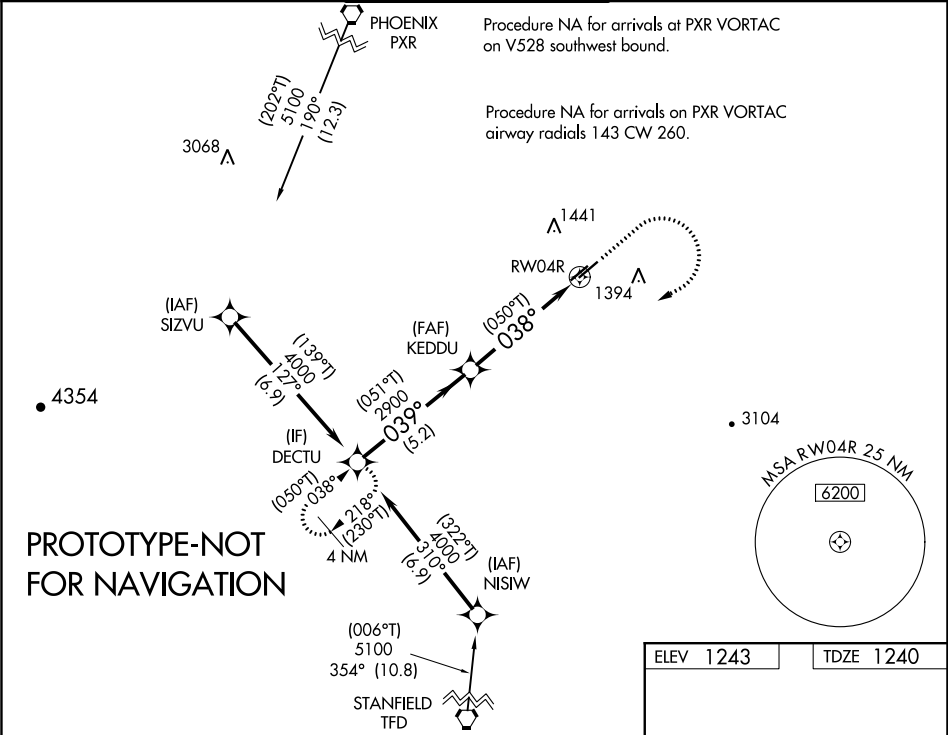 PHOENIX
PXR
Procedure NA for arrivals at PXR VORTAC
on V528 southwest bound.
(202°T)
5100
190°
(12.3)
Procedure NA for arrivals on PXR VORTAC
airway radials 143 CW 260.
3068
1441
RW04R
1394
(IAF)
SIZVU
(139°T)
4000
127°
(6.9)
(FAF)
KEDDU
(050°T)
038°
4354
(051°T)
2900
039°
(5.2)
3104
(IF)
DECTU
(050°T)
038°
218°
(230°T)
4 NM
MSA RW04R 25 NM
6200
PROTOTYPE-NOT
FOR NAVIGATION
(322°T)
4000
310°
(6.9)
(IAF)
NISIW
(006°T)
5100
354° (10.8)
STANFIELD
TFD
ELEV 1243
TDZE 1240